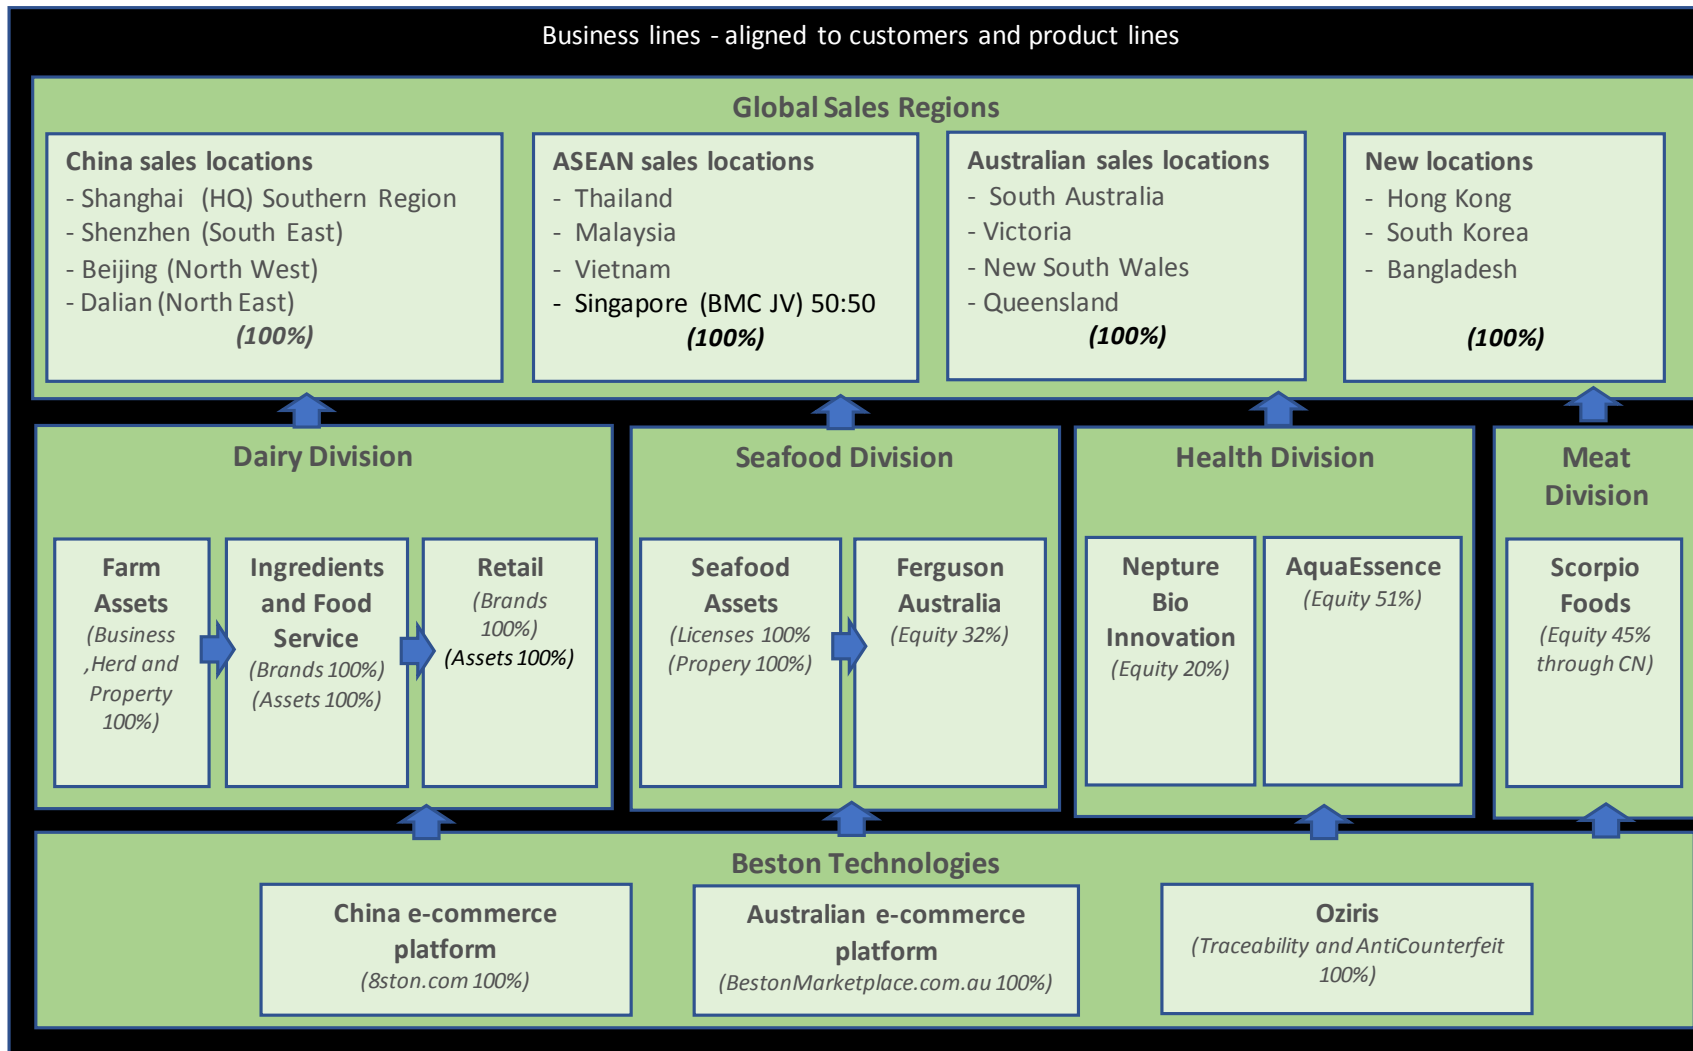 Business lines - aligned to customers and product lines
Global Sales Regions
China sales locations
- Shanghai (HQ) Southern Region
- Shenzhen (South East)
- Beijing (North West)
- Dalian (North East)
(100%)
ASEAN sales locations
- Thailand
- Malaysia
- Vietnam
- Singapore (BMC JV) 50:50
(100%)
Australian sales locations
- South Australia
- Victoria
- New South Wales
- Queensland
(100%)
New locations
- Hong Kong
- South Korea
- Bangladesh
(100%)
Dairy Division
Farm
Assets
(Business
,Herd and
Property
100%)
Ingredients
and Food
Service
(Brands 100%)
(Assets 100%)
Retail
(Brands
100%)
(Assets 100%)
Seafood Division
Seafood
Assets
(Licenses 100%
(Propery 100%)
Ferguson
Australia
(Equity 32%)
Health Division
Nepture
Bio
Innovation
(Equity 20%)
AquaEssence
(Equity 51%)
Meat
Division
Scorpio
Foods
(Equity 45%
through CN)
Beston Technologies
China e-commerce
platform
(8ston.com 100%)
Australian e-commerce
platform
(BestonMarketplace.com.au 100%)
Oziris
(Traceability and AntiCounterfeit
100%)